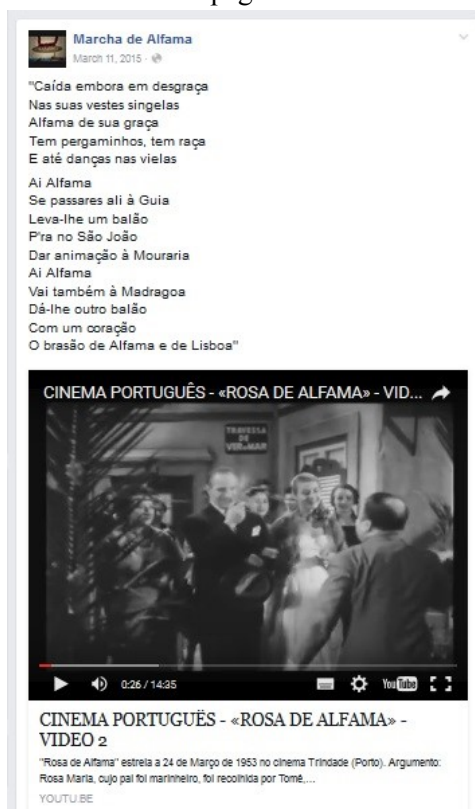 Marcha de Alfama
March 11, 2015 ·
"Caída embora em desgraça
Nas suas vestes singelas
Alfama de sua graça
Tem pergaminhos, tem raça
E até danças nas vielas
Ai Alfama
Se passares ali à Guia
Leva-lhe um balão
P'ra no São João
Dar animação à Mouraria
Ai Alfama
Vai também à Madragoa
Dá-lhe outro balão
Com um coração
O brasão de Alfama e de Lisboa"
CINEMA PORTUGUÊS - «ROSA DE ALFAMA» - VID...
TRAVESSA
DE
VER-O-MAR
0:26 / 14:35
YouTube
CINEMA PORTUGUÊS - «ROSA DE ALFAMA» -
VIDEO 2
"Rosa de Alfama" estreia a 24 de Março de 1953 no cinema Trindade (Porto). Argumento:
Rosa Maria, cujo pai foi marinheiro, foi recolhida por Tomé,...
YOUTU.BE